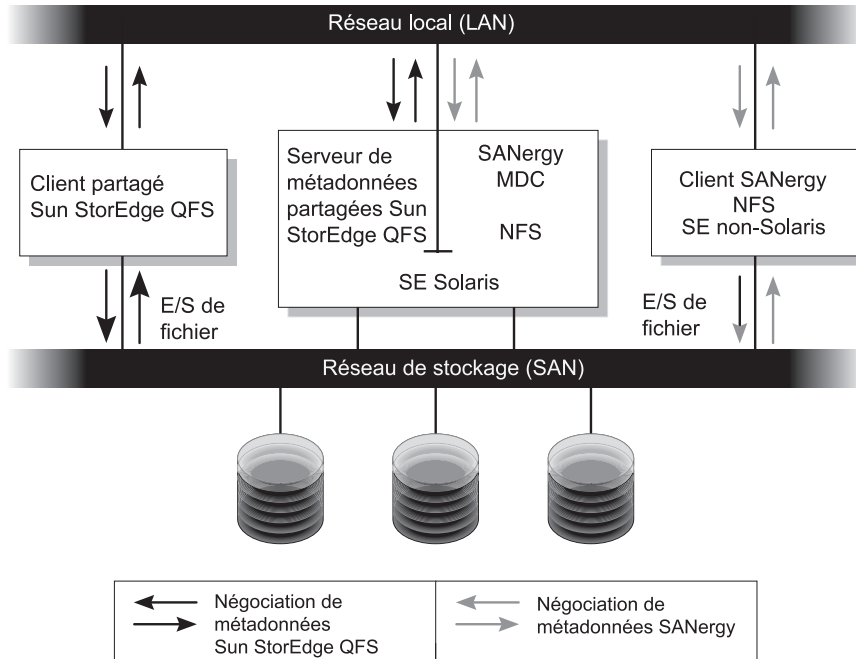 Réseau local (LAN)
Client partagé
Sun StorEdge QFS
Serveur de
métadonnées
partagées Sun
StorEdge QFS
SANergy
MDC
NFS
SE Solaris
Client SANergy
NFS
SE non-Solaris
E/S de
fichier
E/S de
fichier
Réseau de stockage (SAN)
Négociation de
métadonnées
Sun StorEdge QFS
Négociation de
métadonnées SANergy